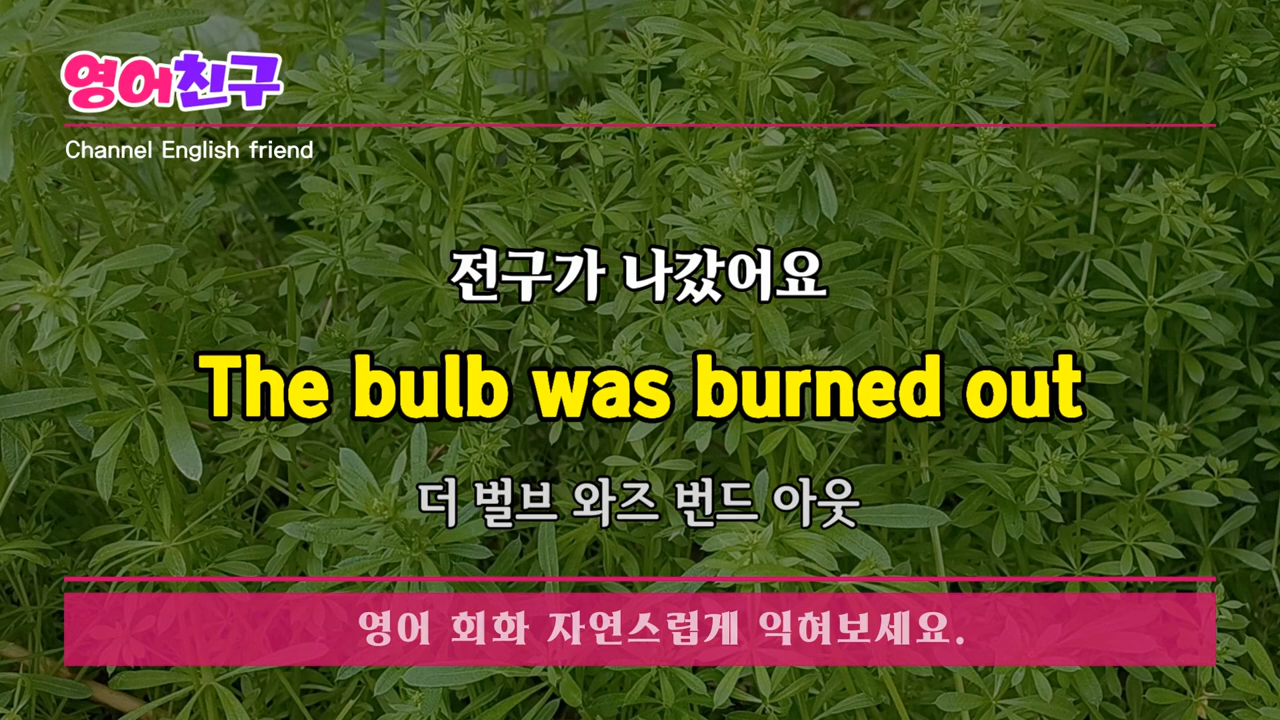 영어친구
Channel English friend
전구가 나갔어요
The bulb was burned out
더 벌브 와즈 번드 아웃
영어 회화 자연스럽게 익혀보세요.